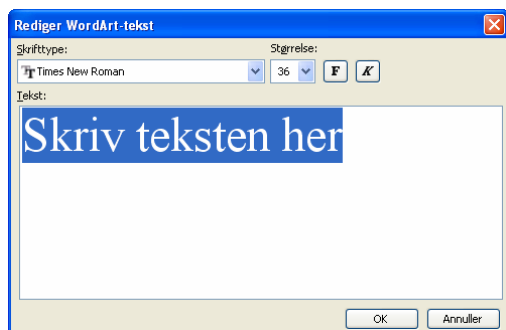 Rediger WordArt-tekst
Skrifttype: Størrelse:
Times New Roman 36 F K
Tekst:
Skriv teksten her
OK Annuller